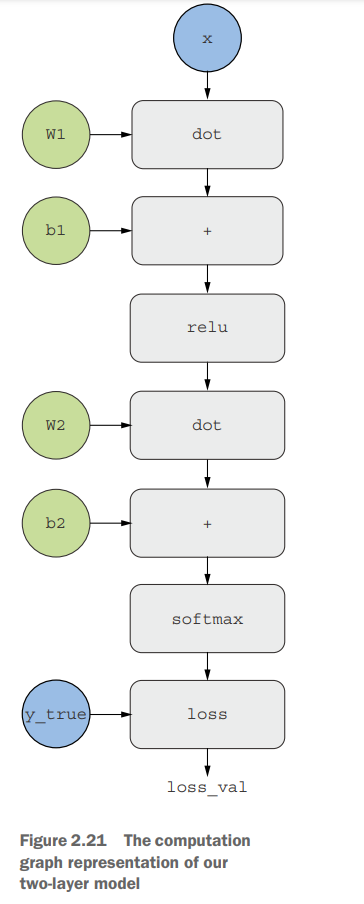 x
W1
dot
b1
+
relu
W2
dot
b2
+
softmax
y_true
loss
loss_val
Figure 2.21 The computation
graph representation of our
two-layer model